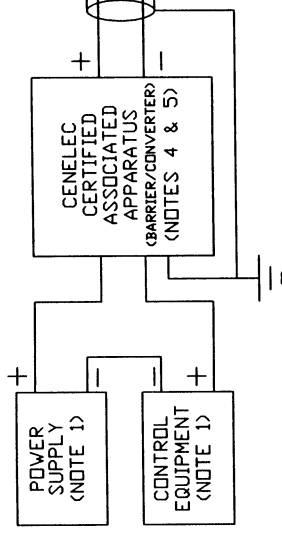 CENELEC
CERTIFIED
ASSOCIATED
APPARATUS
(BARRIER/CONVERTER)
(NOTES 4 & 5)
+
−
POWER
SUPPLY
(NOTE 1)
+
−
CONTROL
EQUIPMENT
(NOTE 1)
−
+